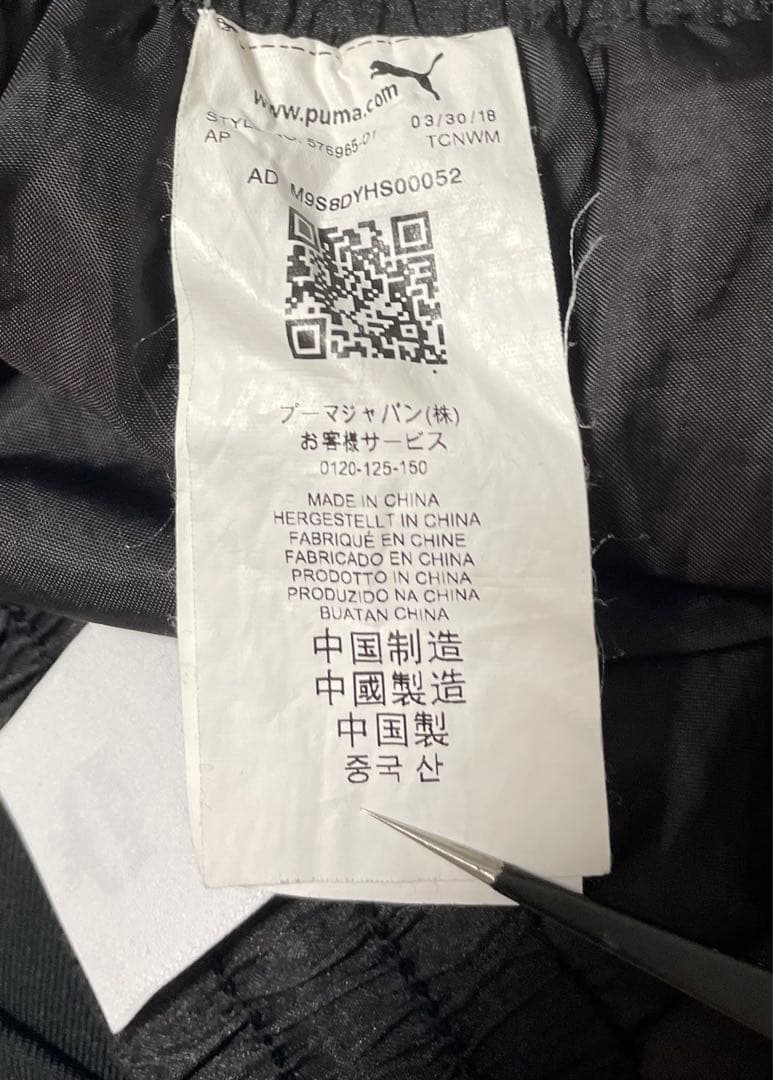 www.puma.com
STYLE NO. 576965-01 03/30/18
AP TCNWM
AD M9S8DYHS00052
プーマジャパン(株)
お客様サービス
0120-125-150
MADE IN CHINA
HERGESTELLT IN CHINA
FABRIQUÉ EN CHINE
FABRICADO EN CHINA
PRODOTTO IN CHINA
PRODUZIDO NA CHINA
BUATAN CHINA
中国制造
中國製造
中国製
중국 산